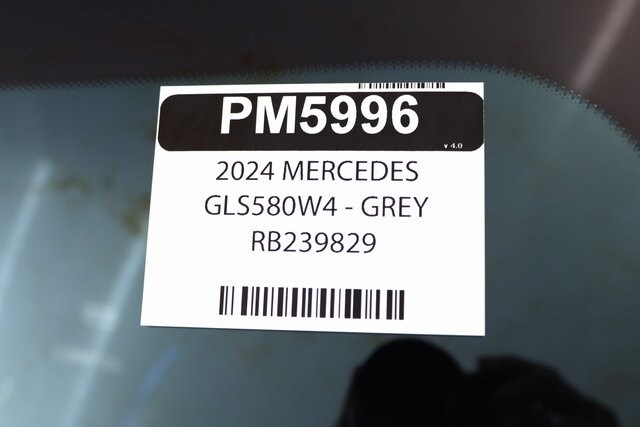 PM5996
v 4.0
2024 MERCEDES
GLS580W4 - GREY
RB239829